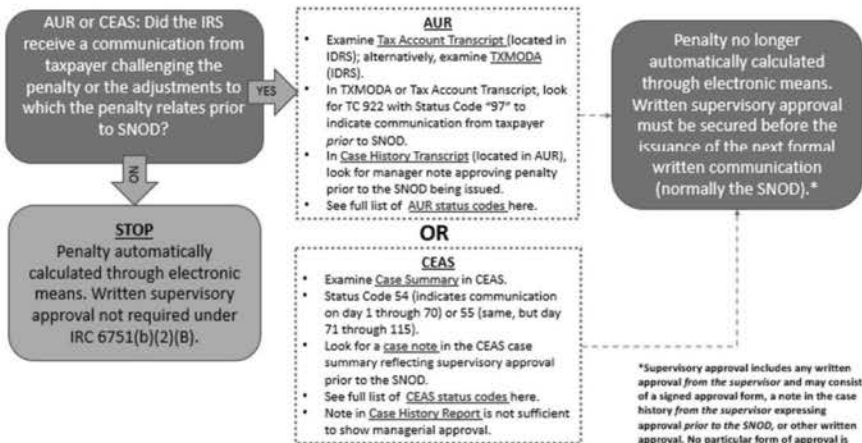 AUR or CEAS: Did the IRS
receive a communication from
taxpayer challenging the
penalty or the adjustments to
which the penalty relates prior
to SNOD?
YES
NO
STOP
Penalty automatically
calculated through electronic
means. Written supervisory
approval not required under
IRC 6751(b)(2)(B).
AUR
• Examine Tax Account Transcript (located in
IDRS); alternatively, examine TXMODA
(IDRS).
• In TXMODA or Tax Account Transcript, look
for TC 922 with Status Code "97" to
indicate communication from taxpayer
prior to SNOD.
• In Case History Transcript (located in AUR),
look for manager note approving penalty
prior to the SNOD being issued.
• See full list of AUR status codes here.
OR
CEAS
• Examine Case Summary in CEAS.
• Status Code 54 (indicates communication
on day 1 through 70) or 55 (same, but day
71 through 115).
• Look for a case note in the CEAS case
summary reflecting supervisory approval
prior to the SNOD.
• See full list of CEAS status codes here.
• Note in Case History Report is not sufficient
to show managerial approval.
Penalty no longer
automatically calculated
through electronic means.
Written supervisory approval
must be secured before the
issuance of the next formal
written communication
(normally the SNOD).*
*Supervisory approval includes any written
approval from the supervisor and may consist
of a signed approval form, a note in the case
history from the supervisor expressing
approval prior to the SNOD, or other written
approval. No particular form of approval is